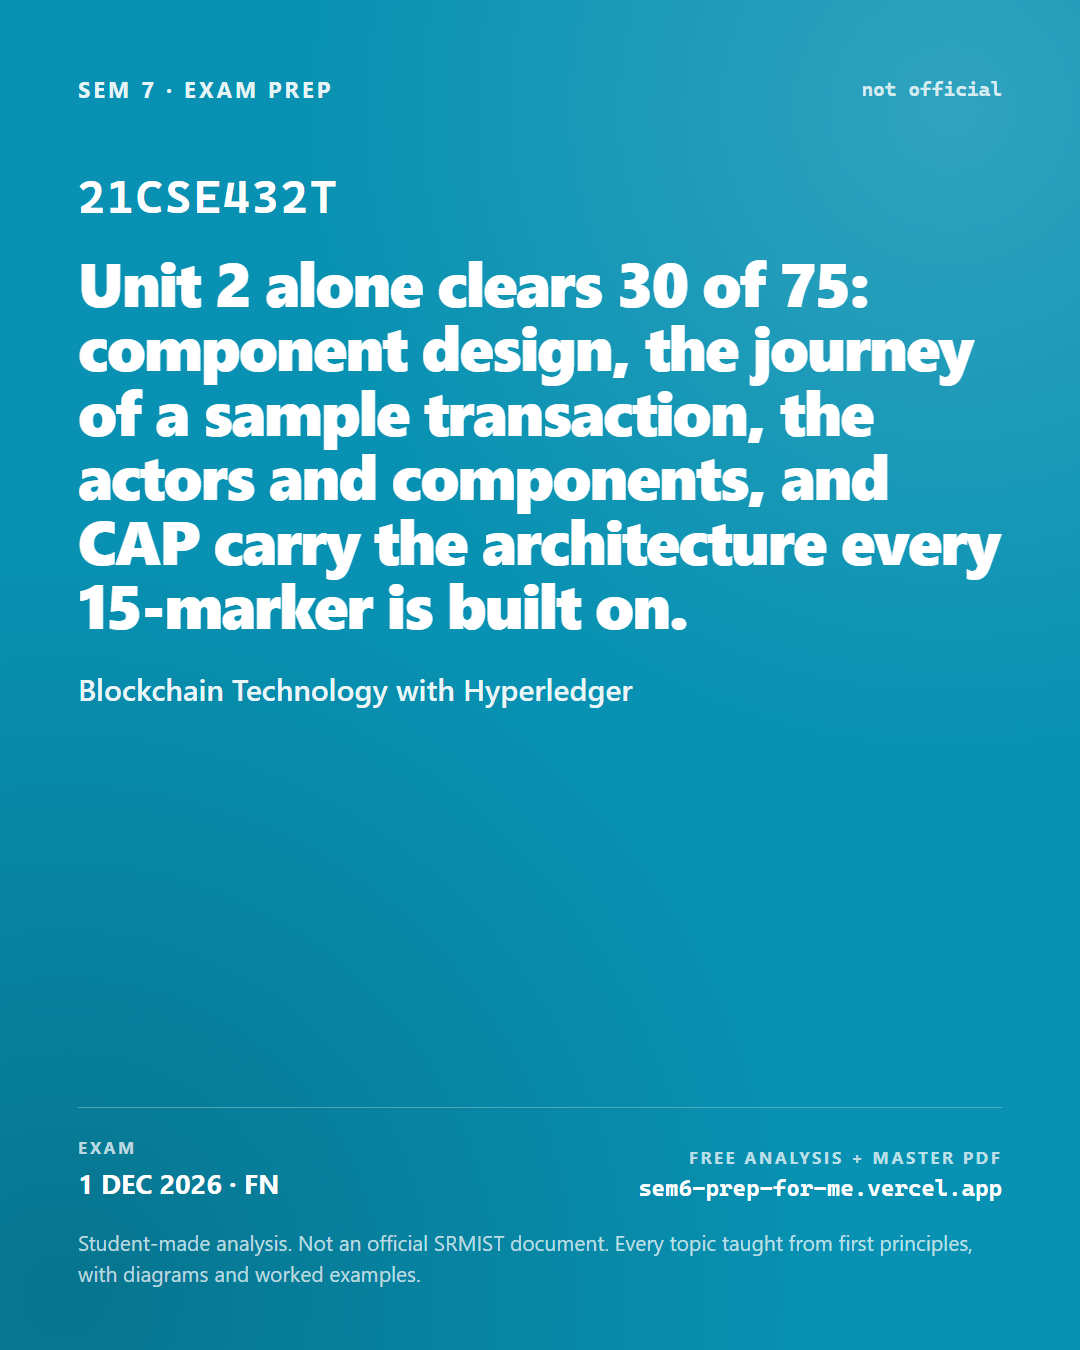 SEM 7 · EXAM PREP
not official
21CSE432T
Unit 2 alone clears 30 of 75:
component design, the journey
of a sample transaction, the
actors and components, and
CAP carry the architecture every
15-marker is built on.
Blockchain Technology with Hyperledger
EXAM
1 DEC 2026 · FN
FREE ANALYSIS + MASTER PDF
sem6-prep-for-me.vercel.app
Student-made analysis. Not an official SRMIST document. Every topic taught from first principles,
with diagrams and worked examples.